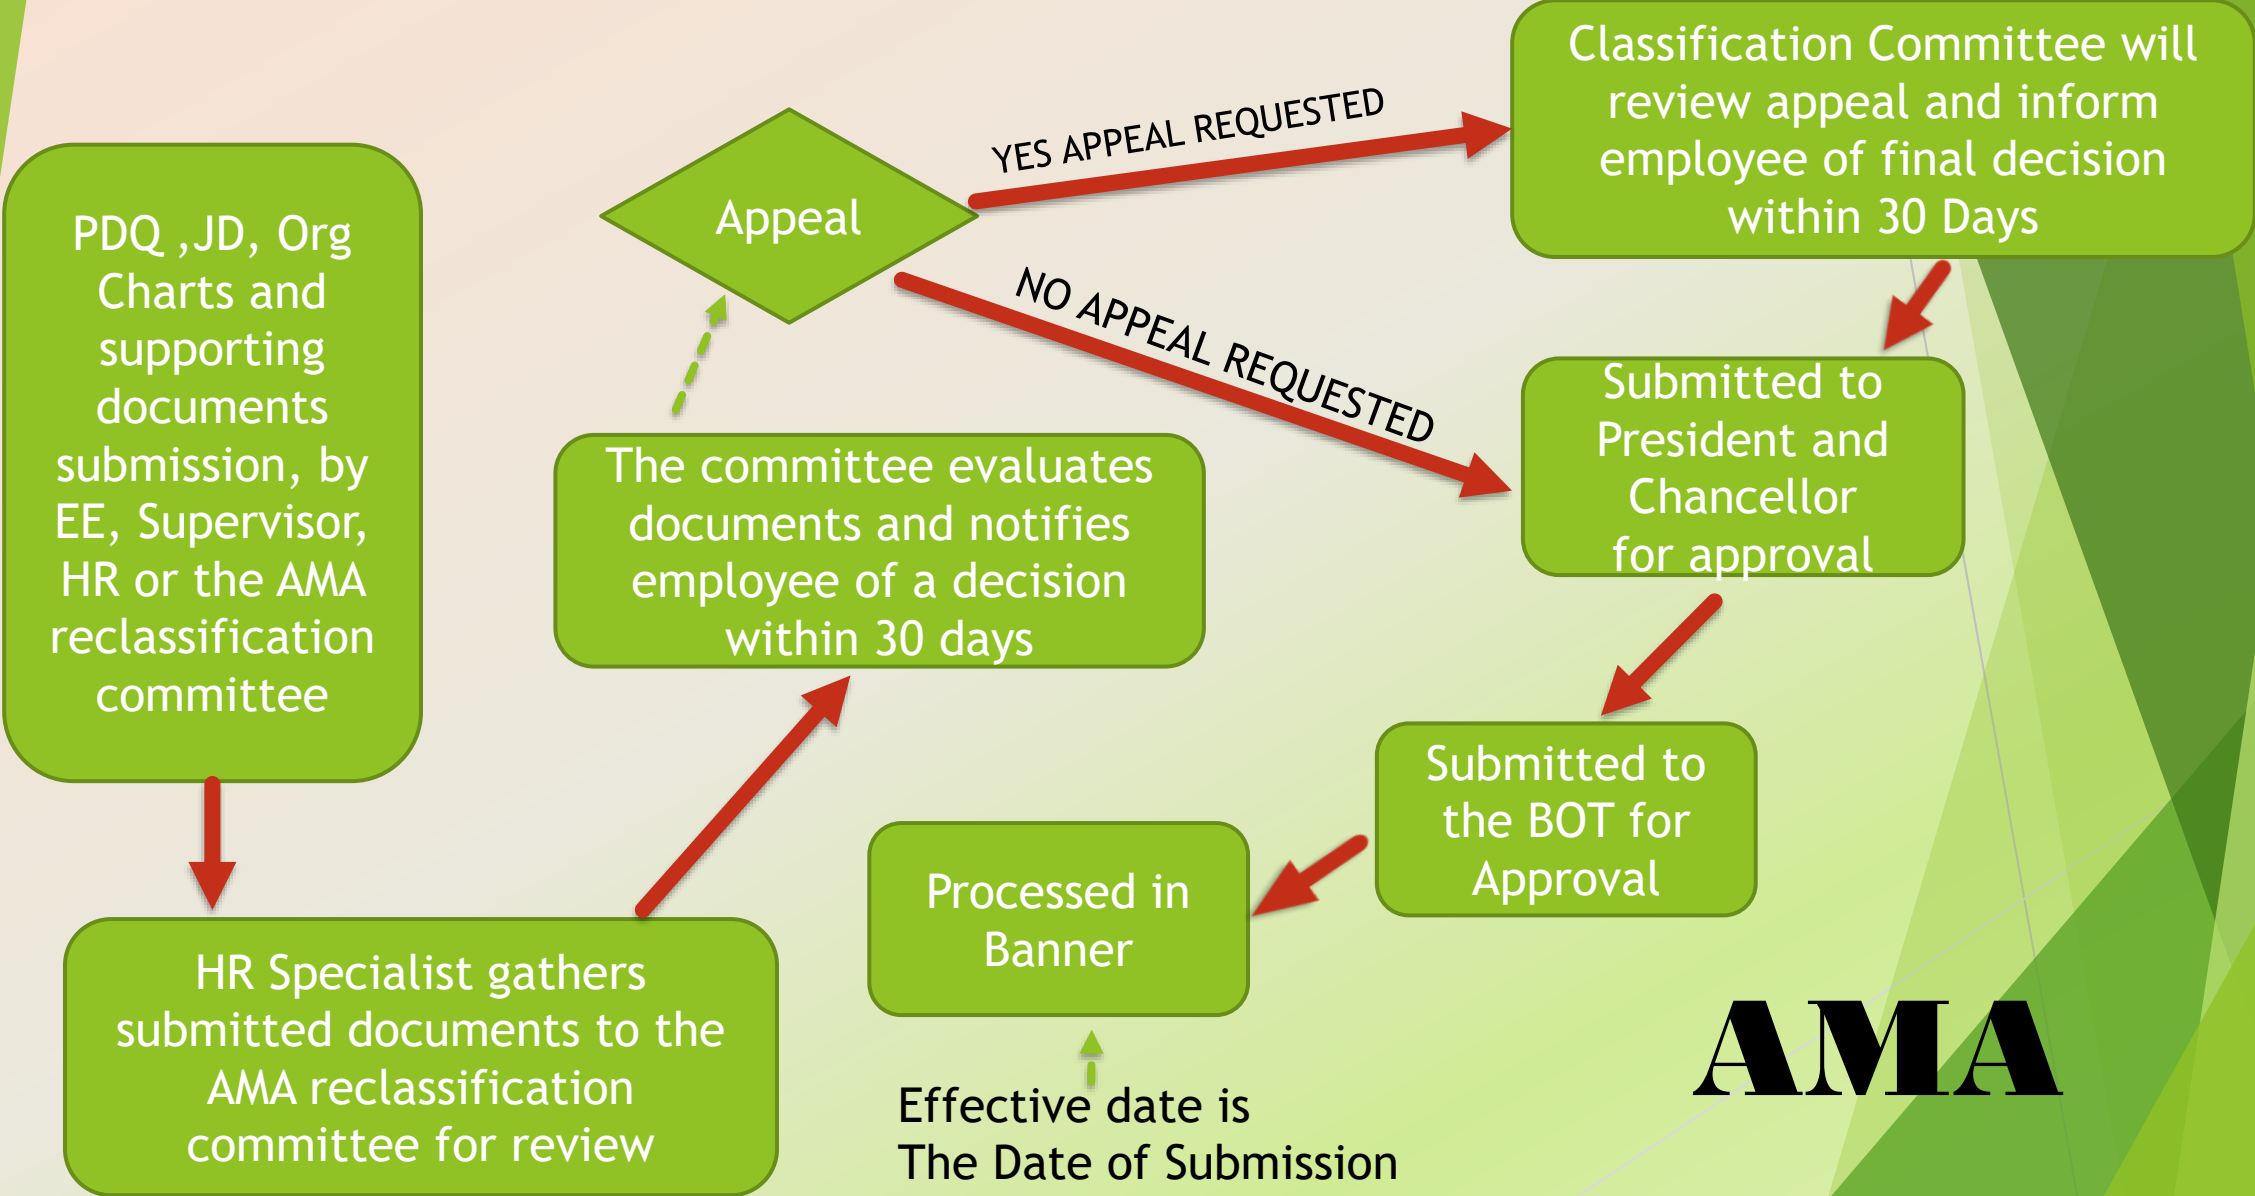 PDQ ,JD, Org
Charts and
supporting
documents
submission, by
EE, Supervisor,
HR or the AMA
reclassification
committee
HR Specialist gathers
submitted documents to the
AMA reclassification
committee for review
The committee evaluates
documents and notifies
employee of a decision
within 30 days
Appeal
YES APPEAL REQUESTED
NO APPEAL REQUESTED
Classification Committee will
review appeal and inform
employee of final decision
within 30 Days
Submitted to
President and
Chancellor
for approval
Submitted to
the BOT for
Approval
Processed in
Banner
Effective date is
The Date of Submission
AMA